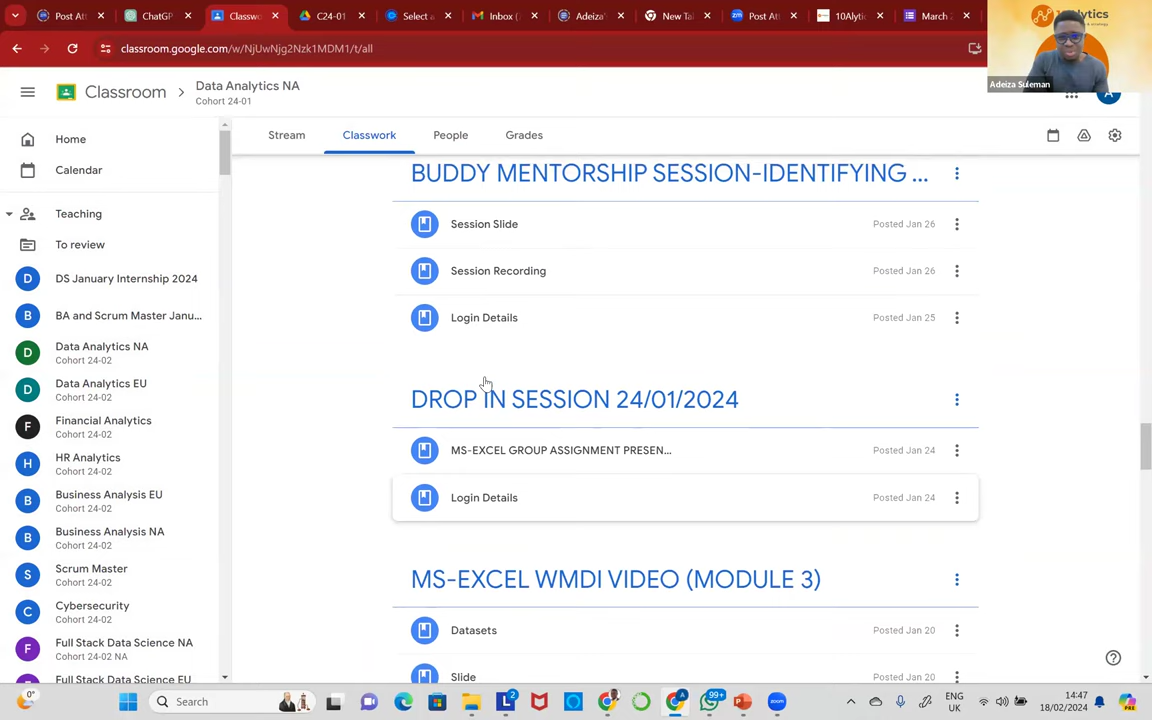 Post Att
ChatGP
Classwo
C24-01
Select a
Inbox (
Adeiza'
New Ta
Post Att
10Alytic
March
classroom.google.com/w/NjUwNjg2Nzk1MDM1/t/all
Adeiza Suleman
Classroom
Data Analytics NA
Cohort 24-01
A
Stream
Classwork
People
Grades
Home
Calendar
Teaching
To review
D
DS January Internship 2024
B
BA and Scrum Master Janu...
D
Data Analytics NA
Cohort 24-02
D
Data Analytics EU
Cohort 24-02
F
Financial Analytics
Cohort 24-02
H
HR Analytics
Cohort 24-02
B
Business Analysis EU
Cohort 24-02
B
Business Analysis NA
Cohort 24-02
S
Scrum Master
Cohort 24-02
C
Cybersecurity
Cohort 24-02
F
Full Stack Data Science NA
Cohort 24-02 NA
Full Stack Data Science EU
BUDDY MENTORSHIP SESSION-IDENTIFYING ...
Session Slide
Posted Jan 26
Session Recording
Posted Jan 26
Login Details
Posted Jan 25
DROP IN SESSION 24/01/2024
MS-EXCEL GROUP ASSIGNMENT PRESEN...
Posted Jan 24
Login Details
Posted Jan 24
MS-EXCEL WMDI VIDEO (MODULE 3)
Datasets
Posted Jan 20
Slide
Posted Jan 20
0°
Search
2
99+
zoom
ENG
UK
14:47
18/02/2024